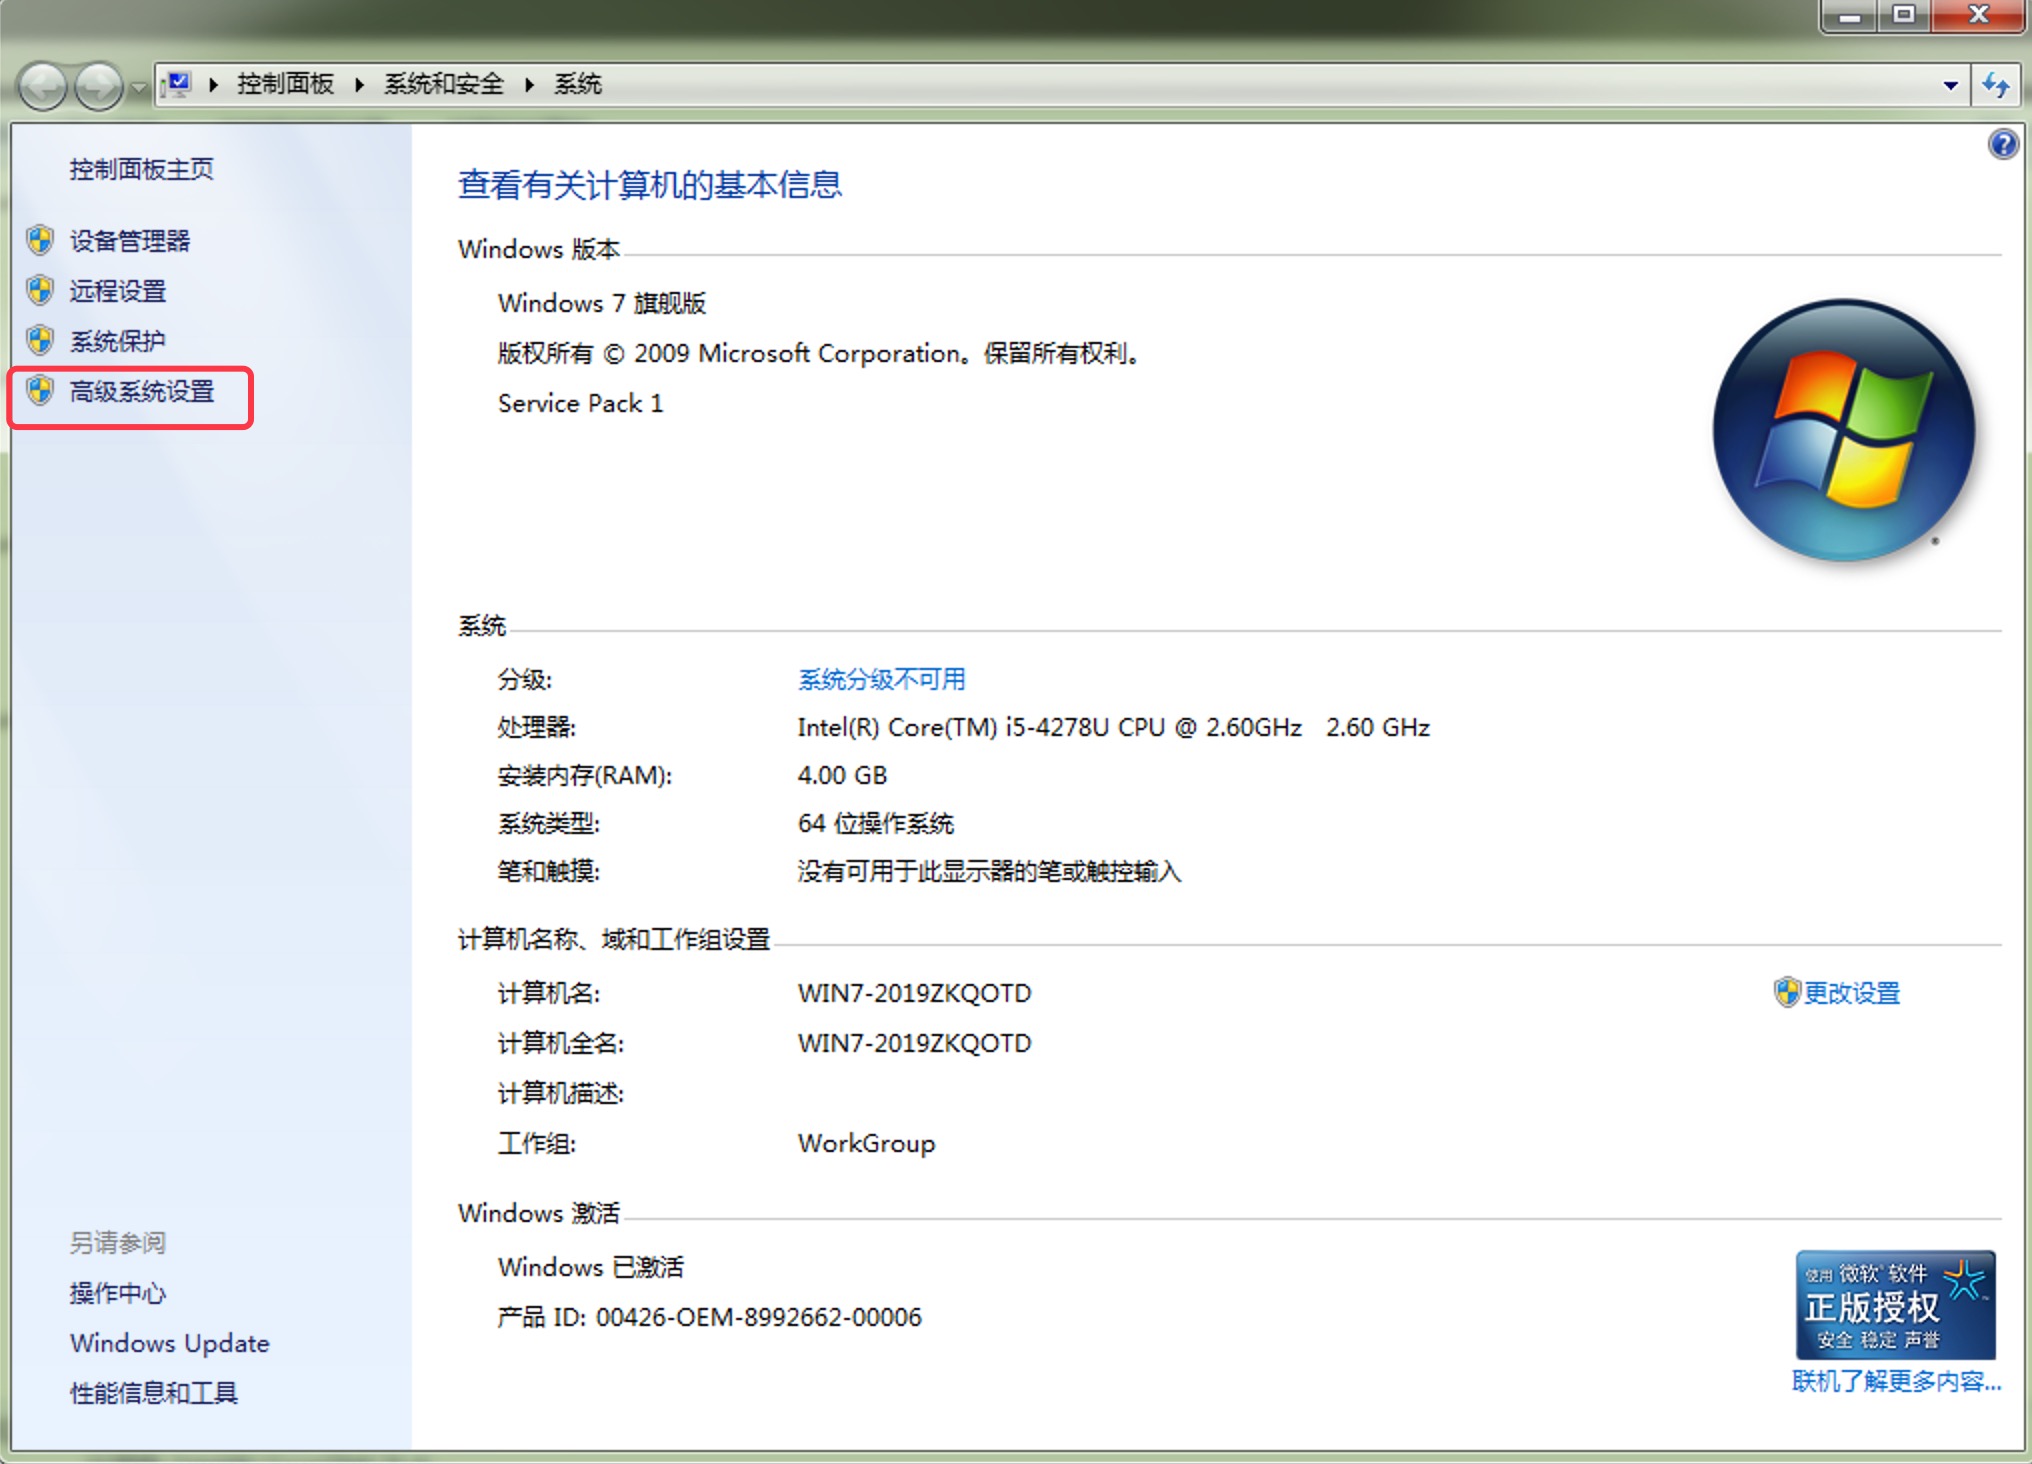 控制面板 系统和安全 系统
控制面板主页
设备管理器
远程设置
系统保护
高级系统设置
另请参阅
操作中心
Windows Update
性能信息和工具
查看有关计算机的基本信息
Windows 版本
Windows 7 旗舰版
版权所有 © 2009 Microsoft Corporation。保留所有权利。
Service Pack 1
系统
分级: 系统分级不可用
处理器: Intel(R) Core(TM) i5-4278U CPU @ 2.60GHz 2.60 GHz
安装内存(RAM): 4.00 GB
系统类型: 64 位操作系统
笔和触摸: 没有可用于此显示器的笔或触控输入
计算机名称、域和工作组设置
计算机名: WIN7-2019ZKQOTD 更改设置
计算机全名: WIN7-2019ZKQOTD
计算机描述:
工作组: WorkGroup
Windows 激活
Windows 已激活
产品 ID: 00426-OEM-8992662-00006
使用 微软® 软件
正版授权
安全 稳定 声誉
联机了解更多内容...